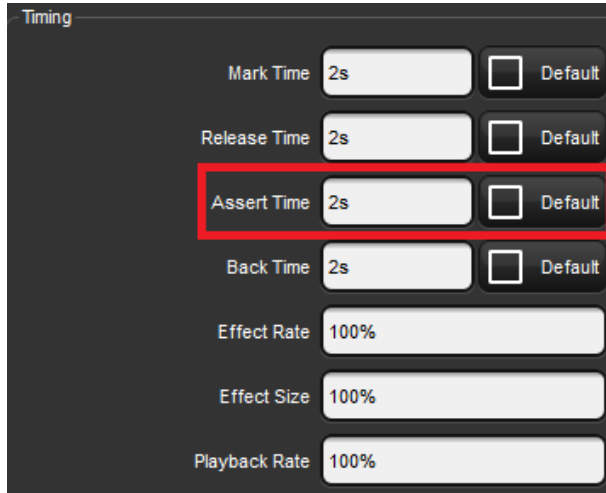 Timing
Mark Time 2s Default
Release Time 2s Default
Assert Time 2s Default
Back Time 2s Default
Effect Rate 100%
Effect Size 100%
Playback Rate 100%